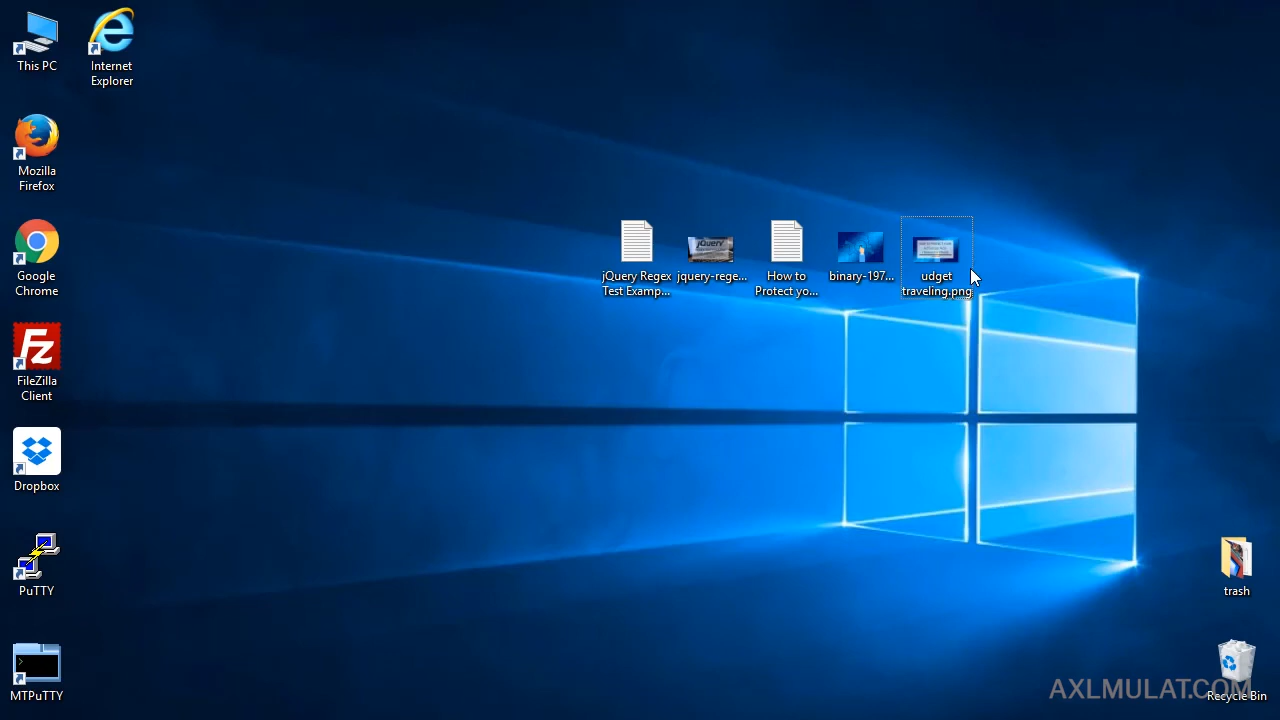 This PC
Internet
Explorer
Mozilla
Firefox
Google
Chrome
FileZilla
Client
Dropbox
PuTTY
MTPuTTY
jQuery Regex
Test Examp...
jQuery
jquery-rege...
How to
Protect yo...
binary-197...
udget
traveling.png
trash
Recycle Bin
AXLMULAT.COM